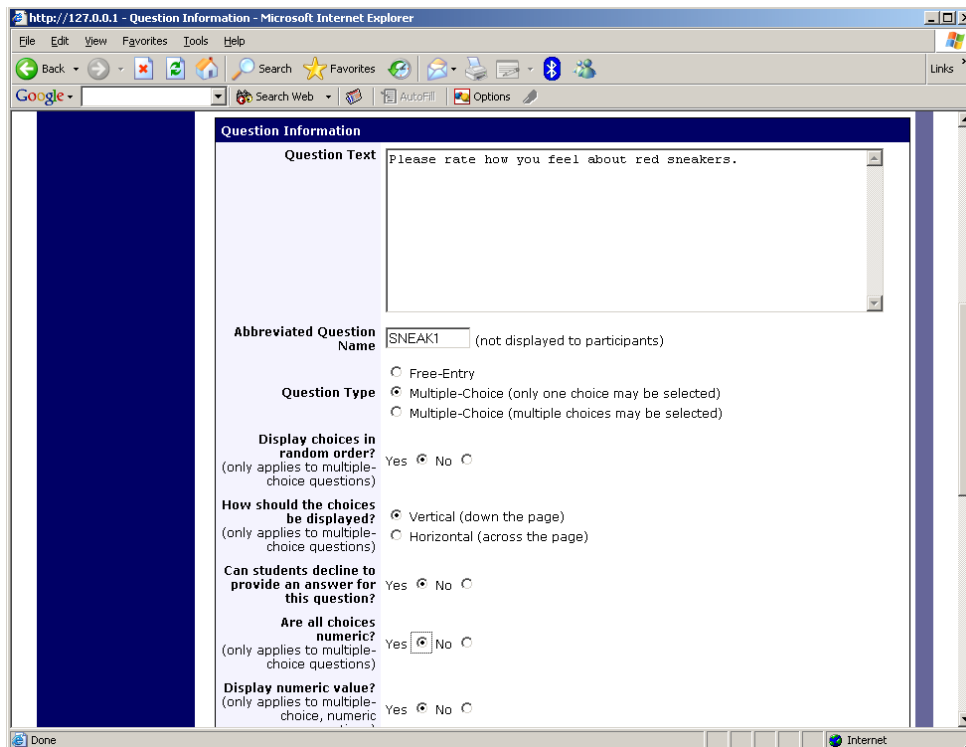 http://127.0.0.1 - Question Information - Microsoft Internet Explorer
File Edit View Favorites Tools Help
Back Search Favorites Links
Google Search Web AutoFill Options
Question Information
Question Text
Please rate how you feel about red sneakers.
Abbreviated Question
Name
SNEAK1 (not displayed to participants)
Question Type
Free-Entry
Multiple-Choice (only one choice may be selected)
Multiple-Choice (multiple choices may be selected)
Display choices in
random order?
(only applies to multiple-
choice questions)
Yes No
How should the choices
be displayed?
(only applies to multiple-
choice questions)
Vertical (down the page)
Horizontal (across the page)
Can students decline to
provide an answer for
this question?
Yes No
Are all choices
numeric?
(only applies to multiple-
choice questions)
Yes No
Display numeric value?
(only applies to multiple-
choice, numeric
Yes No
Done Internet